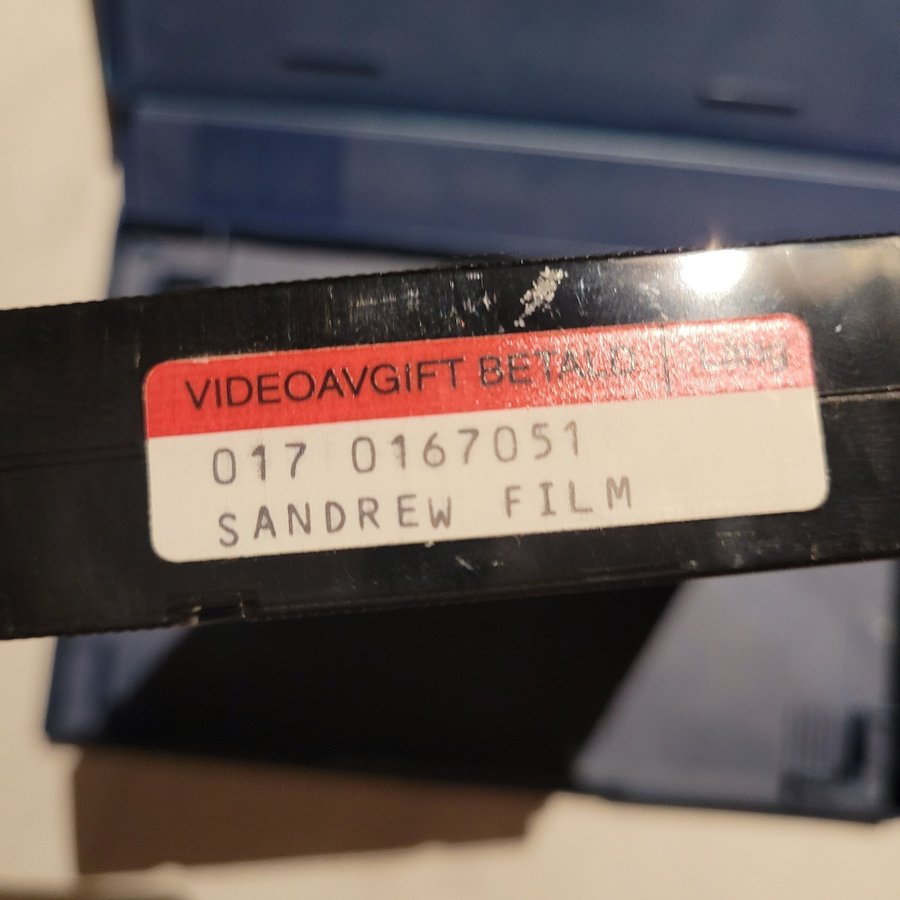 VIDEOAVGIFT BETALD
017 0167051
SANDREW FILM